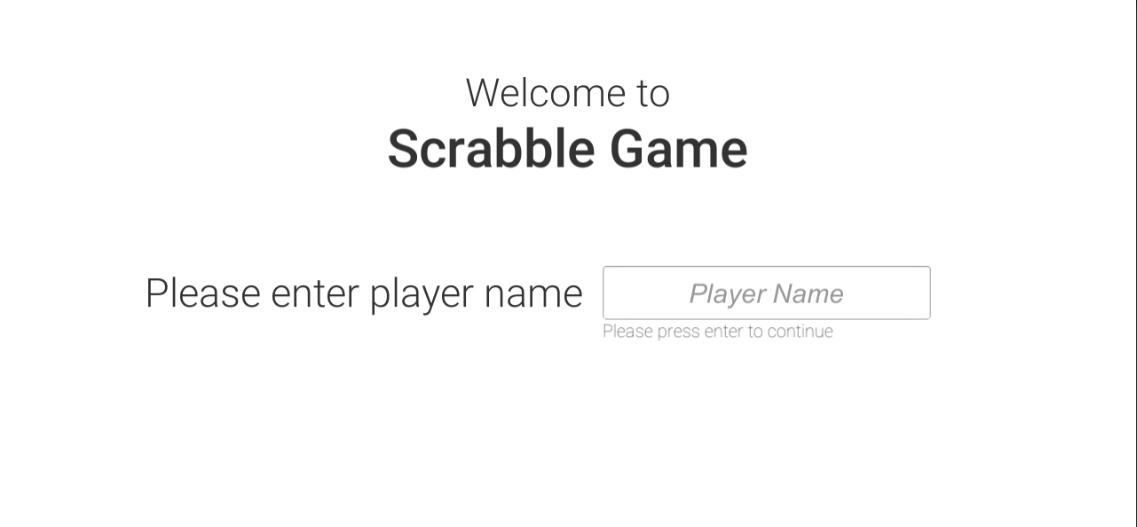 Welcome to
Scrabble Game
Please enter player name
Player Name
Please press enter to continue